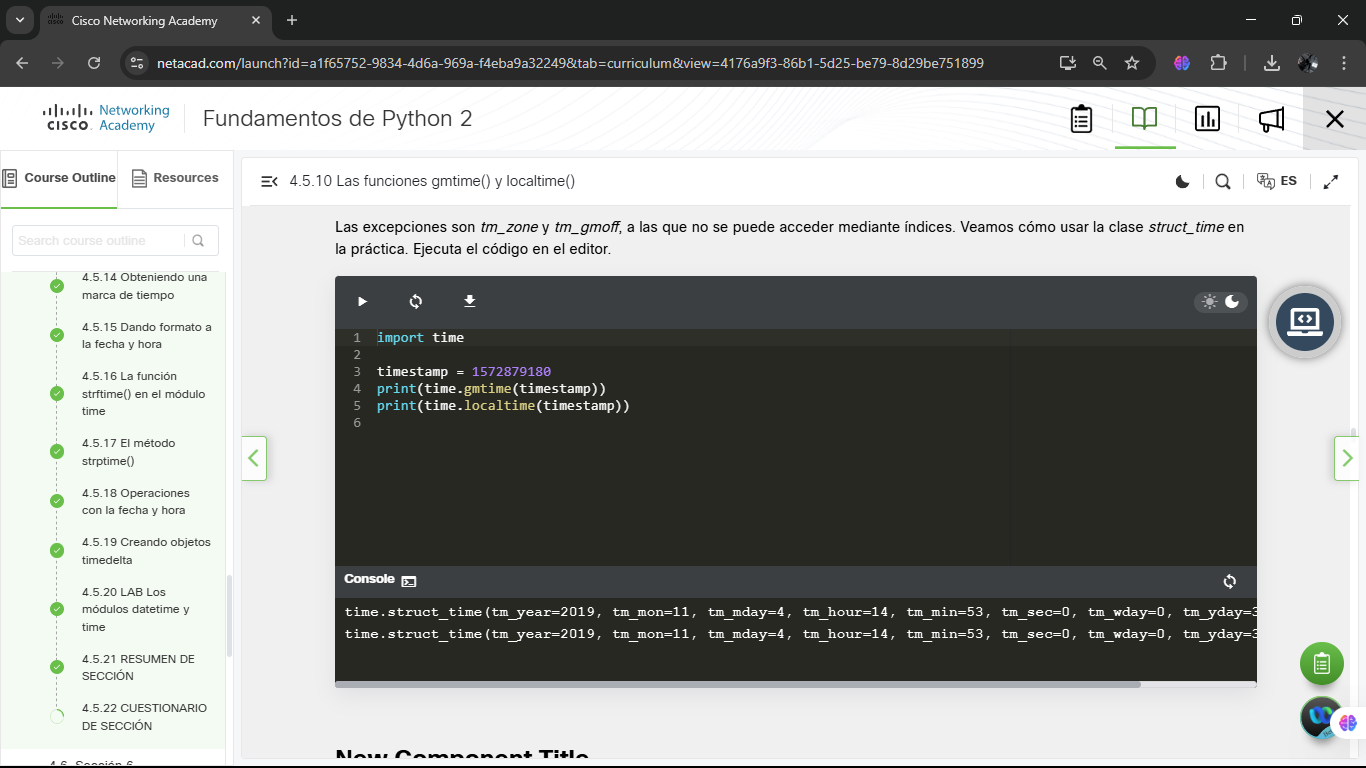 Cisco Networking Academy
netacad.com/launch?id=a1f65752-9834-4d6a-969a-f4eba9a32249&tab=curriculum&view=4176a9f3-86b1-5d25-be79-8d29be751899
CISCO Networking Academy
Fundamentos de Python 2
Course Outline
Resources
Search course outline
4.5.14 Obteniendo una
marca de tiempo
4.5.15 Dando formato a
la fecha y hora
4.5.16 La función
strftime() en el módulo
time
4.5.17 El método
strptime()
4.5.18 Operaciones
con la fecha y hora
4.5.19 Creando objetos
timedelta
4.5.20 LAB Los
módulos datetime y
time
4.5.21 RESUMEN DE
SECCIÓN
4.5.22 CUESTIONARIO
DE SECCIÓN
4.6 Sección 6
4.5.10 Las funciones gmtime() y localtime()
ES
Las excepciones son tm_zone y tm_gmoff, a las que no se puede acceder mediante índices. Veamos cómo usar la clase struct_time en
la práctica. Ejecuta el código en el editor.
1 import time
2
3 timestamp = 1572879180
4 print(time.gmtime(timestamp))
5 print(time.localtime(timestamp))
6
Console
time.struct_time(tm_year=2019, tm_mon=11, tm_mday=4, tm_hour=14, tm_min=53, tm_sec=0, tm_wday=0, tm_yday=3
time.struct_time(tm_year=2019, tm_mon=11, tm_mday=4, tm_hour=14, tm_min=53, tm_sec=0, tm_wday=0, tm_yday=3
New Component Title